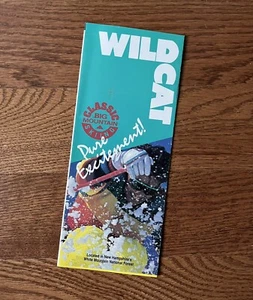 WILD
CAT
CLASSIC
BIG
MOUNTAIN
Pure
Excitement!
Located in New Hampshire's
White Mountain National Forest